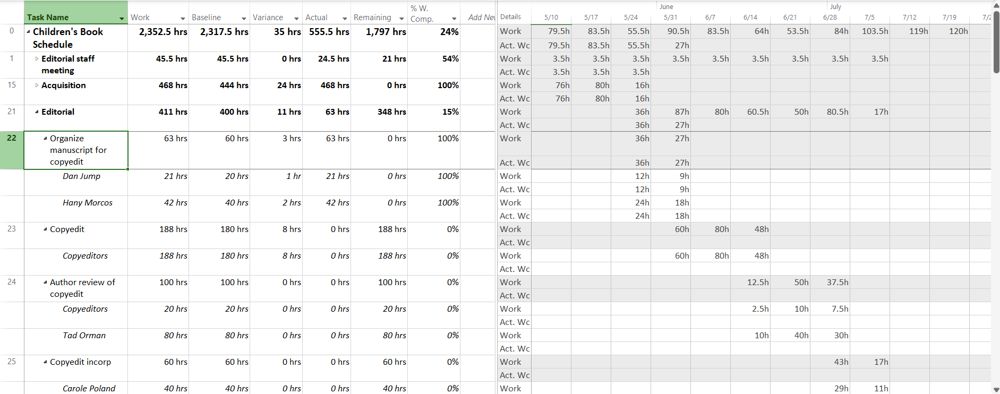 June July
Task Name Work Baseline Variance Actual Remaining % W. Comp. Add Nev Details 5/10 5/17 5/24 5/31 6/7 6/14 6/21 6/28 7/5 7/12 7/19 7/2
0 Children's Book Schedule 2,352.5 hrs 2,317.5 hrs 35 hrs 555.5 hrs 1,797 hrs 24% Work 79.5h 83.5h 55.5h 90.5h 83.5h 64h 53.5h 84h 103.5h 119h 120h
Act. Wc 79.5h 83.5h 55.5h 27h
1 Editorial staff meeting 45.5 hrs 45.5 hrs 0 hrs 24.5 hrs 21 hrs 54% Work 3.5h 3.5h 3.5h 3.5h 3.5h 3.5h 3.5h 3.5h 3.5h
Act. Wc 3.5h 3.5h 3.5h
15 Acquisition 468 hrs 444 hrs 24 hrs 468 hrs 0 hrs 100% Work 76h 80h 16h
Act. Wc 76h 80h 16h
21 Editorial 411 hrs 400 hrs 11 hrs 63 hrs 348 hrs 15% Work 36h 87h 80h 60.5h 50h 80.5h 17h
Act. Wc 36h 27h
22 Organize manuscript for copyedit 63 hrs 60 hrs 3 hrs 63 hrs 0 hrs 100% Work 36h 27h
Act. Wc 36h 27h
Dan Jump 21 hrs 20 hrs 1 hr 21 hrs 0 hrs 100% Work 12h 9h
Act. Wc 12h 9h
Hany Morcos 42 hrs 40 hrs 2 hrs 42 hrs 0 hrs 100% Work 24h 18h
Act. Wc 24h 18h
23 Copyedit 188 hrs 180 hrs 8 hrs 0 hrs 188 hrs 0% Work 60h 80h 48h
Act. Wc
Copyeditors 188 hrs 180 hrs 8 hrs 0 hrs 188 hrs 0% Work 60h 80h 48h
Act. Wc
24 Author review of copyedit 100 hrs 100 hrs 0 hrs 0 hrs 100 hrs 0% Work 12.5h 50h 37.5h
Act. Wc
Copyeditors 20 hrs 20 hrs 0 hrs 0 hrs 20 hrs 0% Work 2.5h 10h 7.5h
Act. Wc
Tad Orman 80 hrs 80 hrs 0 hrs 0 hrs 80 hrs 0% Work 10h 40h 30h
Act. Wc
25 Copyedit incorp 60 hrs 60 hrs 0 hrs 0 hrs 60 hrs 0% Work 43h 17h
Act. Wc
Carole Poland 40 hrs 40 hrs 0 hrs 0 hrs 40 hrs 0% Work 29h 11h